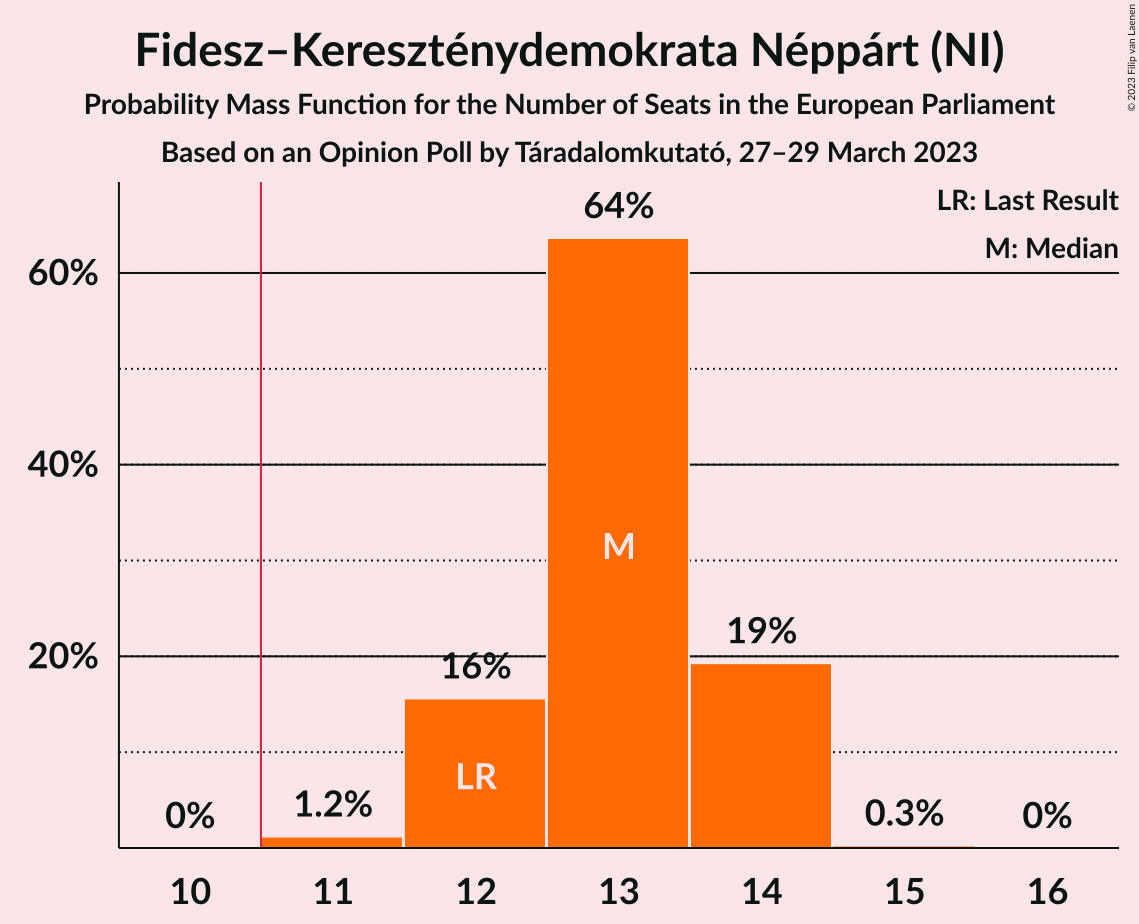 Fidesz–Kereszténydemokrata Néppárt (NI)
Probability Mass Function for the Number of Seats in the European Parliament
Based on an Opinion Poll by Táradalomkutató, 27–29 March 2023
© 2023 Filip van Laenen
LR: Last Result
M: Median
64%
60%
40%
M
19%
20%
16%
LR
0%
1.2%
0.3%
0%
10
11
12
13
14
15
16